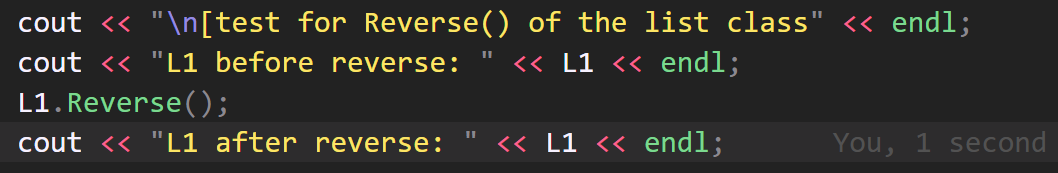 cout << "\n[test for Reverse() of the list class" << endl;
cout << "L1 before reverse: " << L1 << endl;
L1.Reverse();
cout << "L1 after reverse: " << L1 << endl; You, 1 second